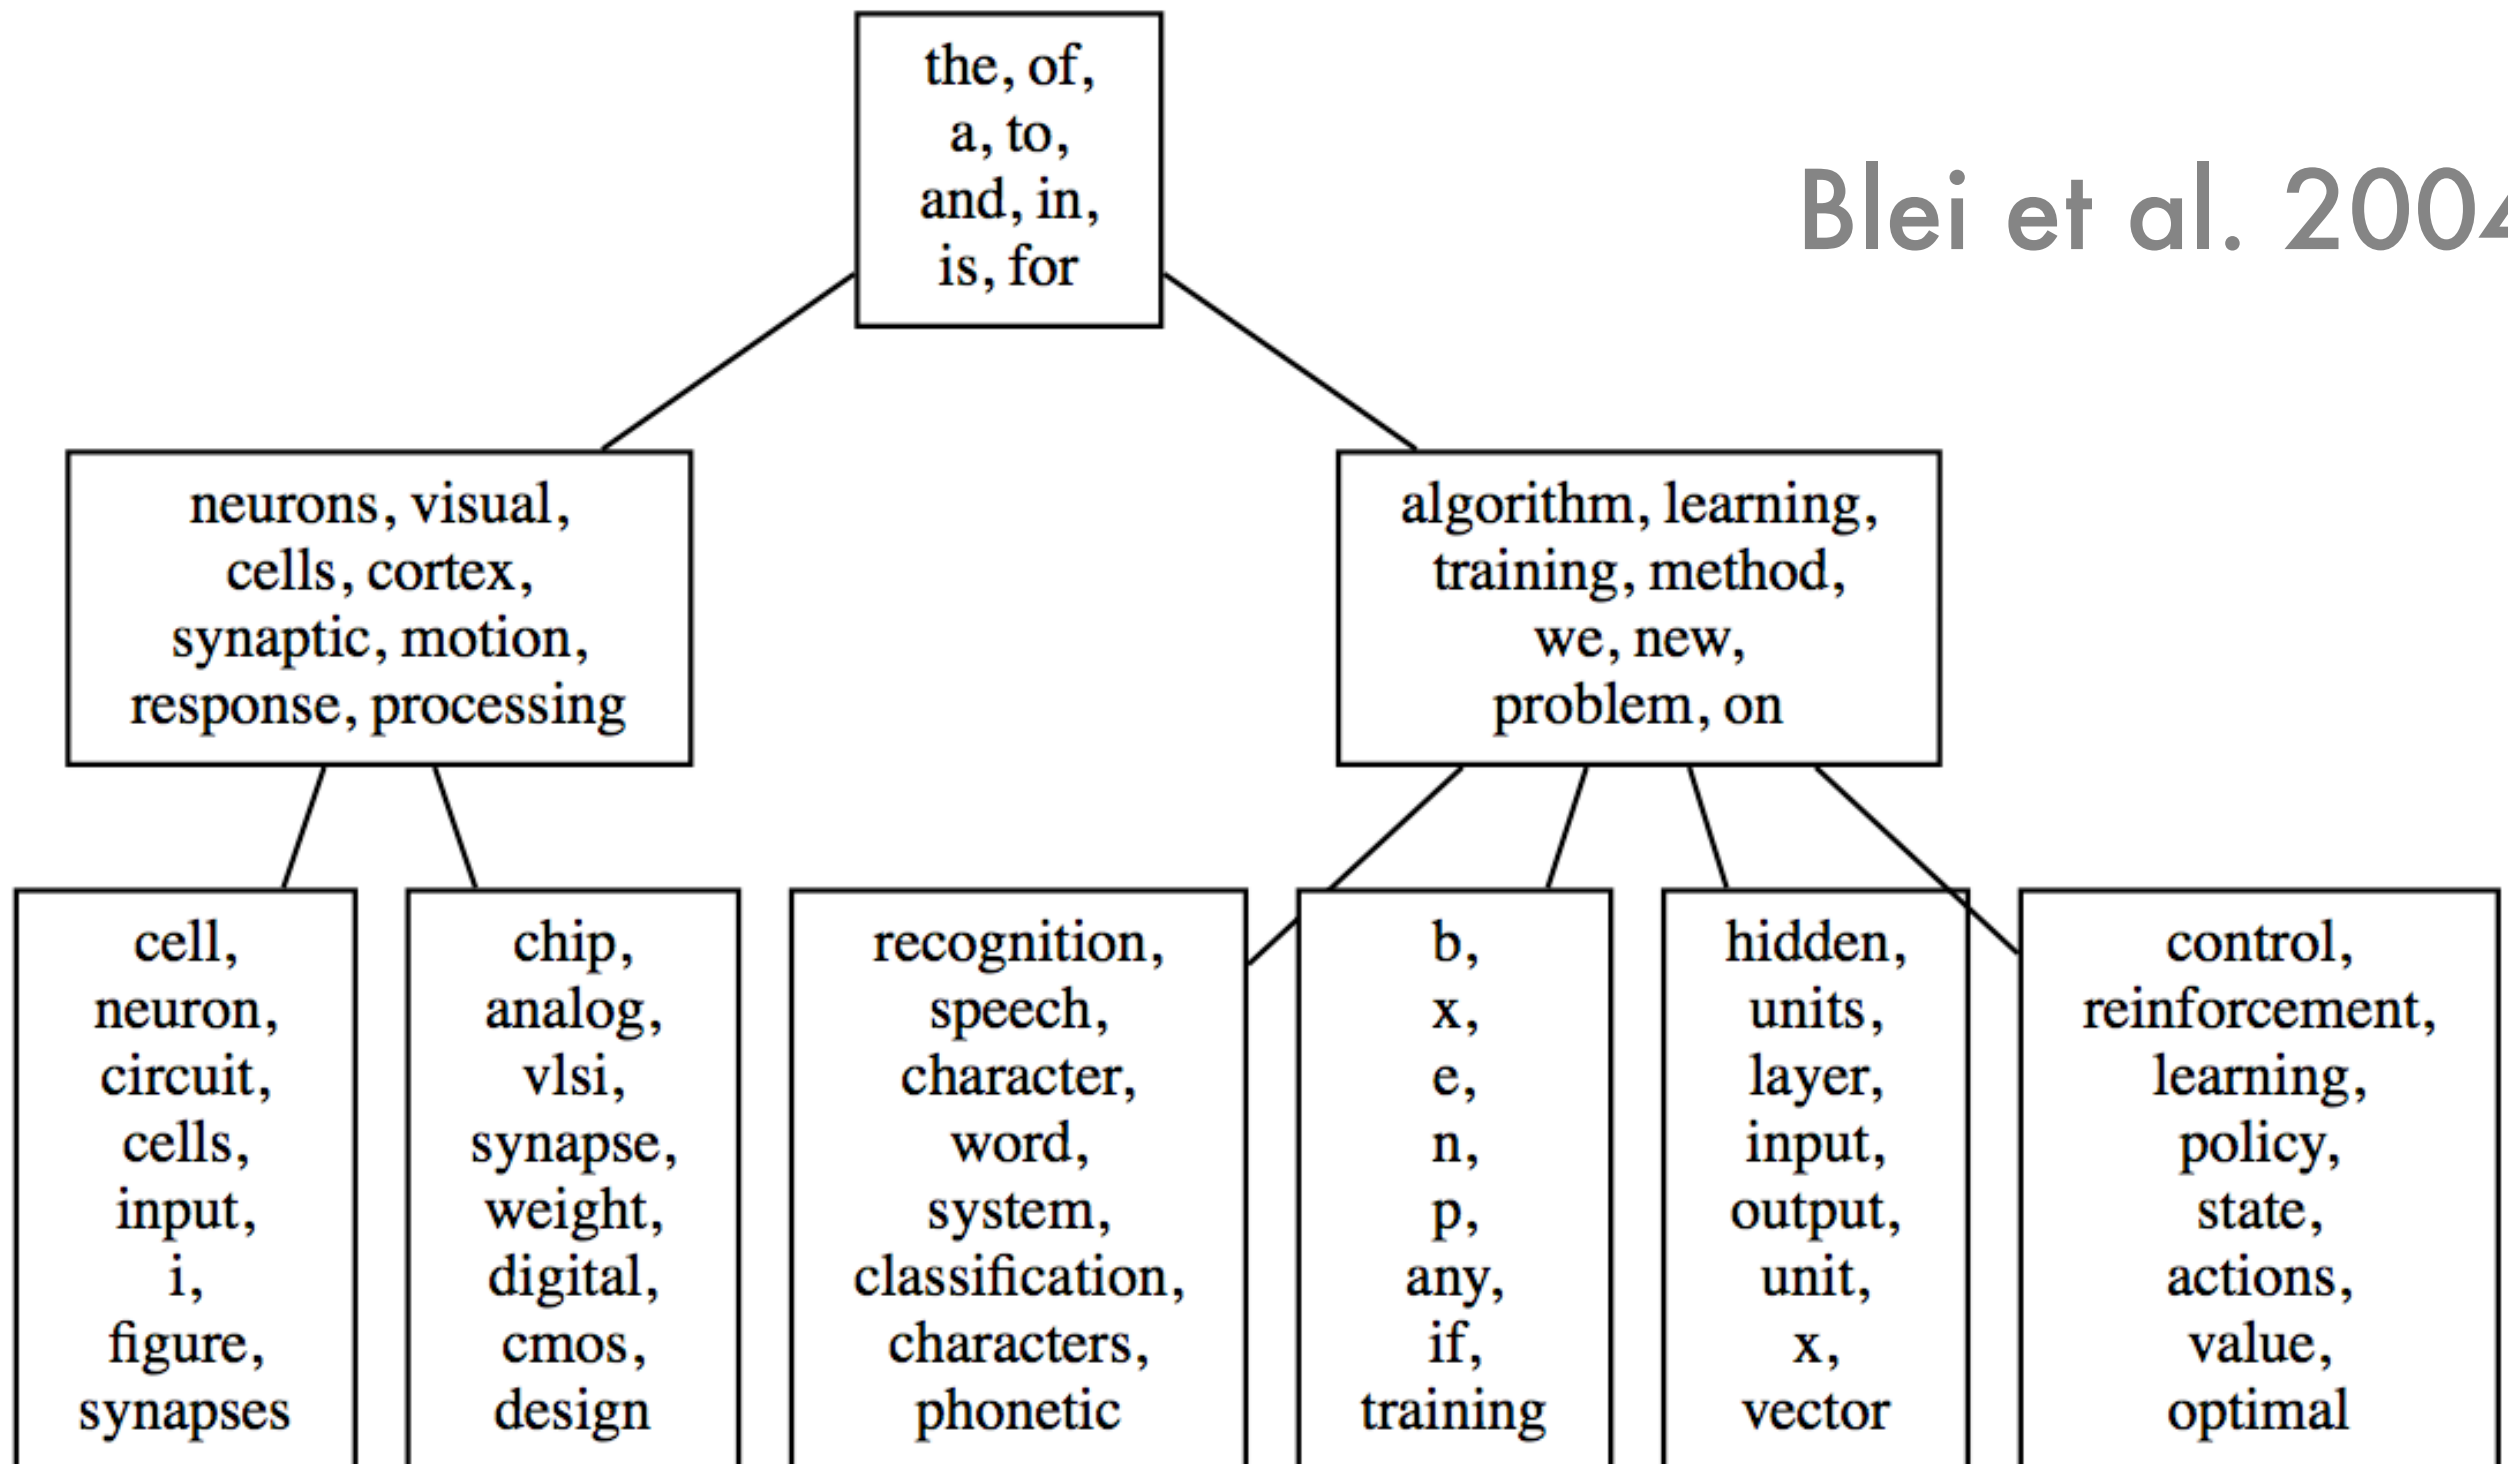 the, of,
a, to,
and, in,
is, for
Blei et al. 2004
neurons, visual,
cells, cortex,
synaptic, motion,
response, processing
algorithm, learning,
training, method,
we, new,
problem, on
cell,
neuron,
circuit,
cells,
input,
i,
figure,
synapses
chip,
analog,
vlsi,
synapse,
weight,
digital,
cmos,
design
recognition,
speech,
character,
word,
system,
classification,
characters,
phonetic
b,
x,
e,
n,
p,
any,
if,
training
hidden,
units,
layer,
input,
output,
unit,
x,
vector
control,
reinforcement,
learning,
policy,
state,
actions,
value,
optimal